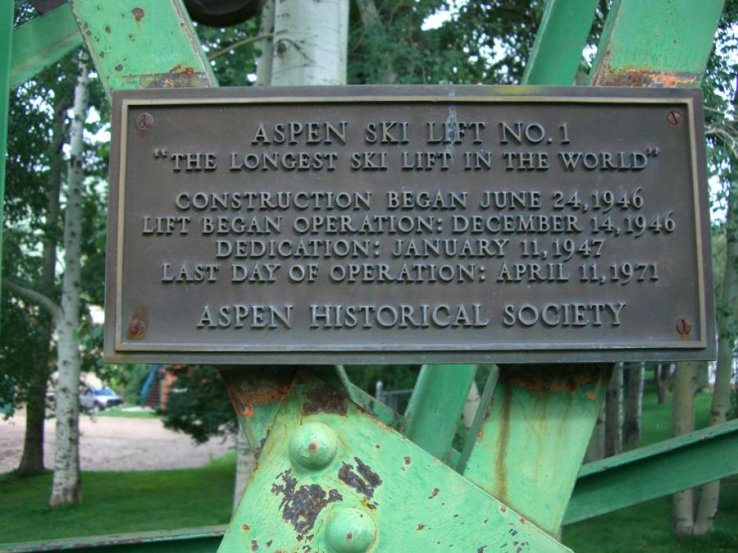 ASPEN SKI LIFT NO. 1
"THE LONGEST SKI LIFT IN THE WORLD"
CONSTRUCTION BEGAN JUNE 24, 1946
LIFT BEGAN OPERATION: DECEMBER 14, 1946
DEDICATION: JANUARY 11, 1947
LAST DAY OF OPERATION: APRIL 11, 1971
ASPEN HISTORICAL SOCIETY